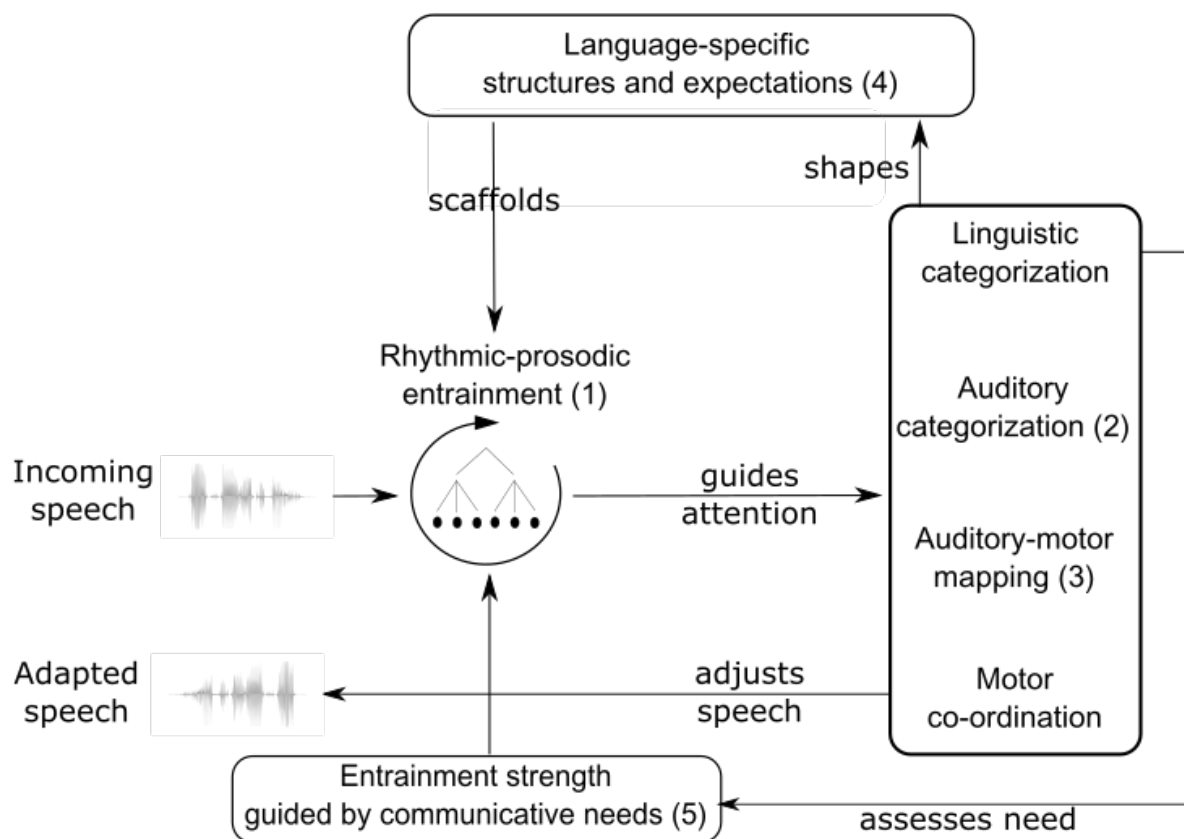 Language-specific
structures and expectations (4)
scaffolds
shapes
Linguistic
categorization
Rhythmic-prosodic
entrainment (1)
Auditory
categorization (2)
Incoming
speech
guides
attention
Auditory-motor
mapping (3)
Adapted
speech
adjusts
speech
Motor
co-ordination
Entrainment strength
guided by communicative needs (5)
assesses need